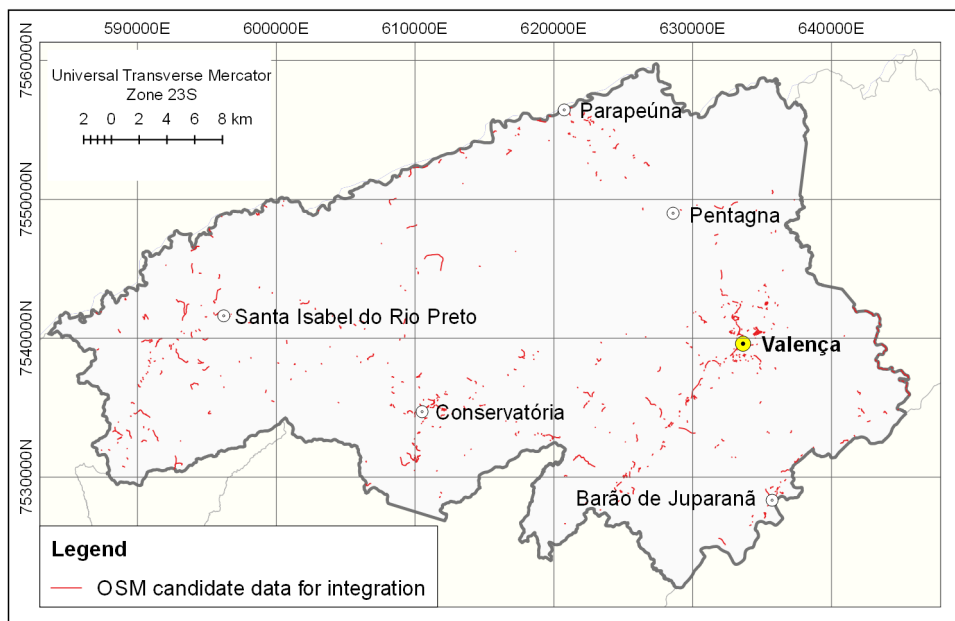 590000E 600000E 610000E 620000E 630000E 640000E
7560000N
Universal Transverse Mercator
Zone 23S
2 0 2 4 6 8 km
Parapeúna
7550000N
Pentagna
Santa Isabel do Rio Preto
7540000N
Valença
Conservatória
7530000N
Barão de Juparanã
Legend
OSM candidate data for integration